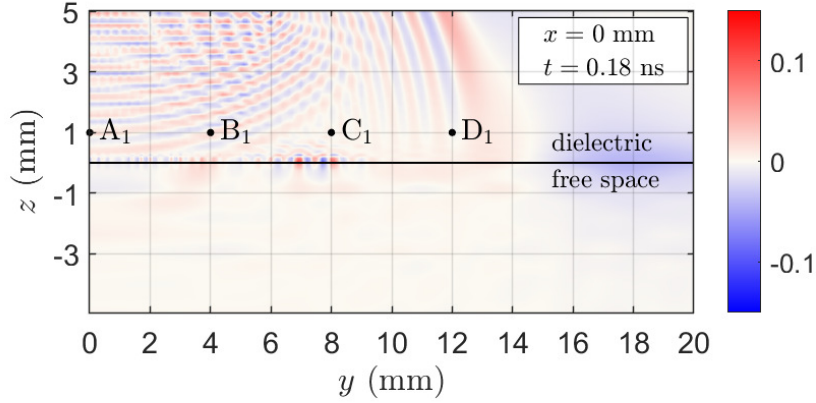 5
3
1
-1
-3
z (mm)
x = 0 mm
t = 0.18 ns
A1 B1 C1 D1
dielectric
free space
0 2 4 6 8 10 12 14 16 18 20
y (mm)
0.1
0
-0.1